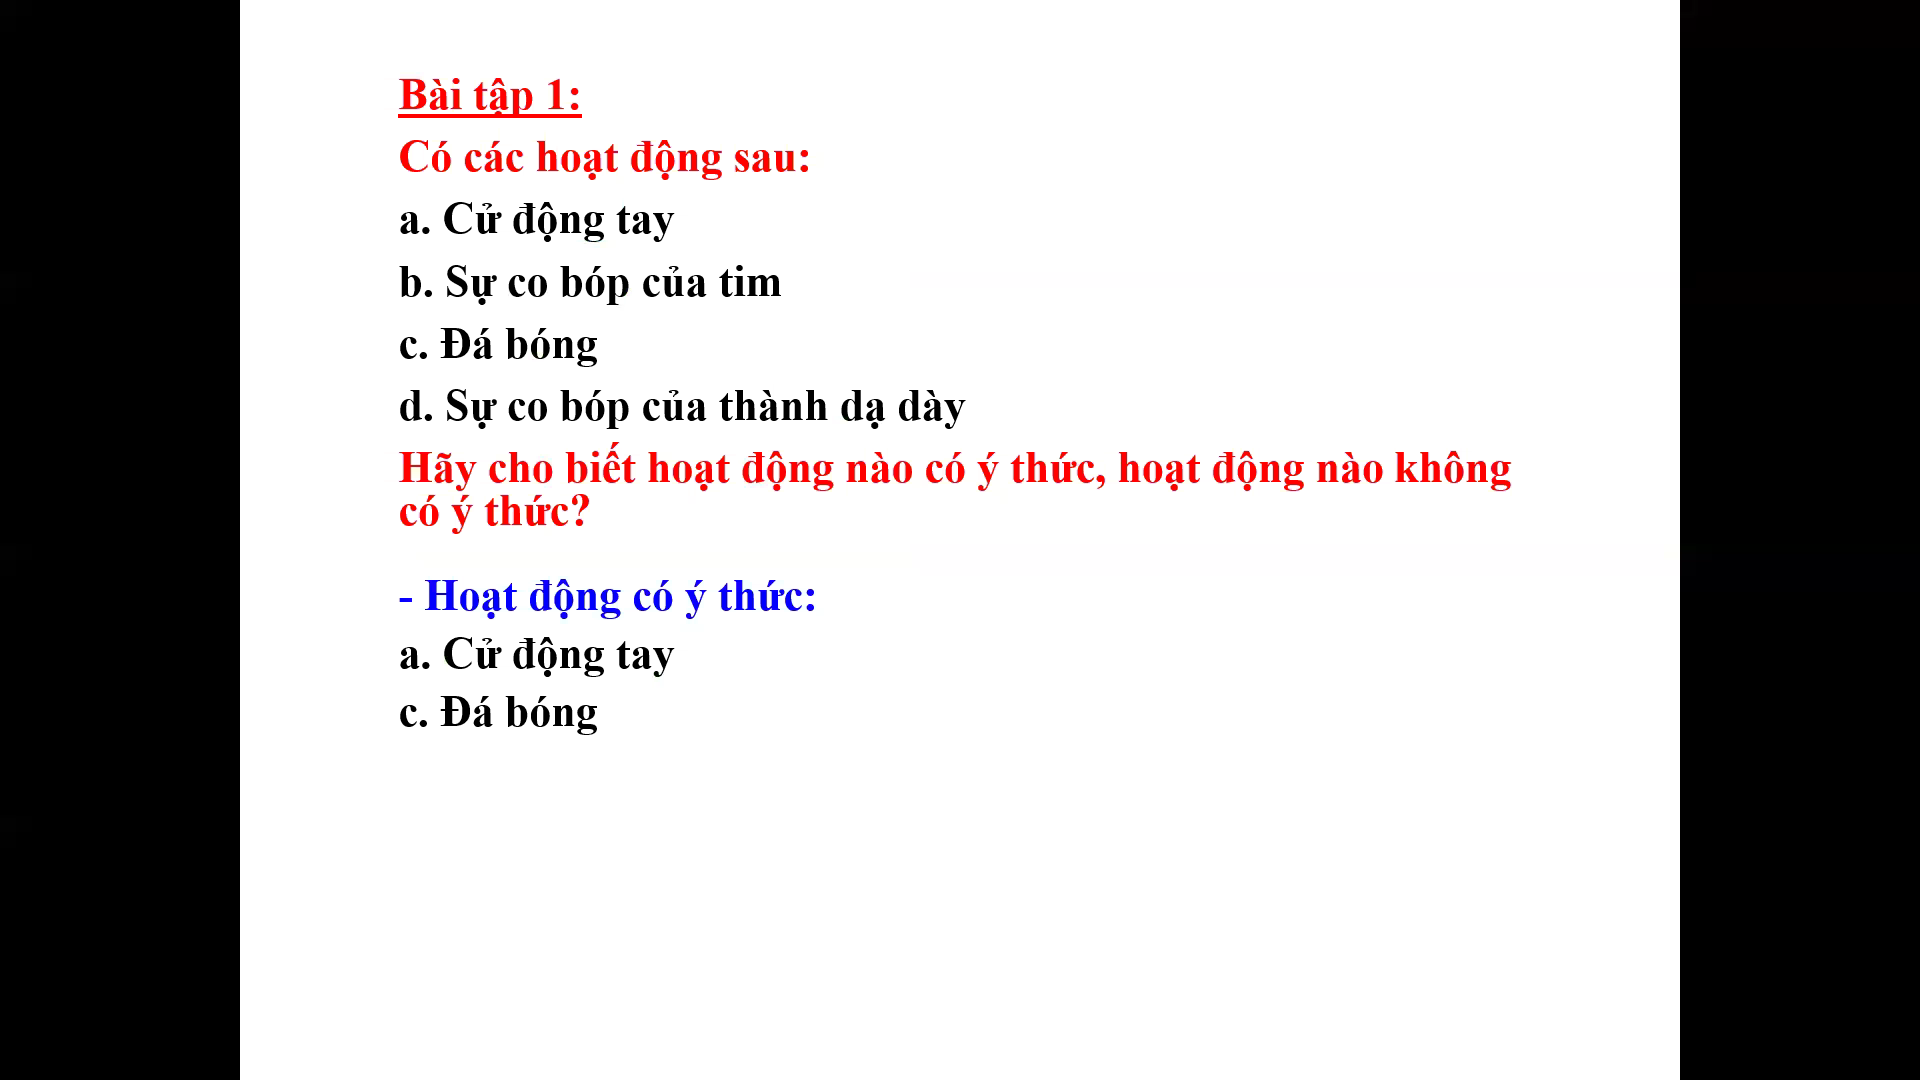 Bài tập 1:
Có các hoạt động sau:
a. Cử động tay
b. Sự co bóp của tim
c. Đá bóng
d. Sự co bóp của thành dạ dày
Hãy cho biết hoạt động nào có ý thức, hoạt động nào không
có ý thức?
- Hoạt động có ý thức:
a. Cử động tay
c. Đá bóng